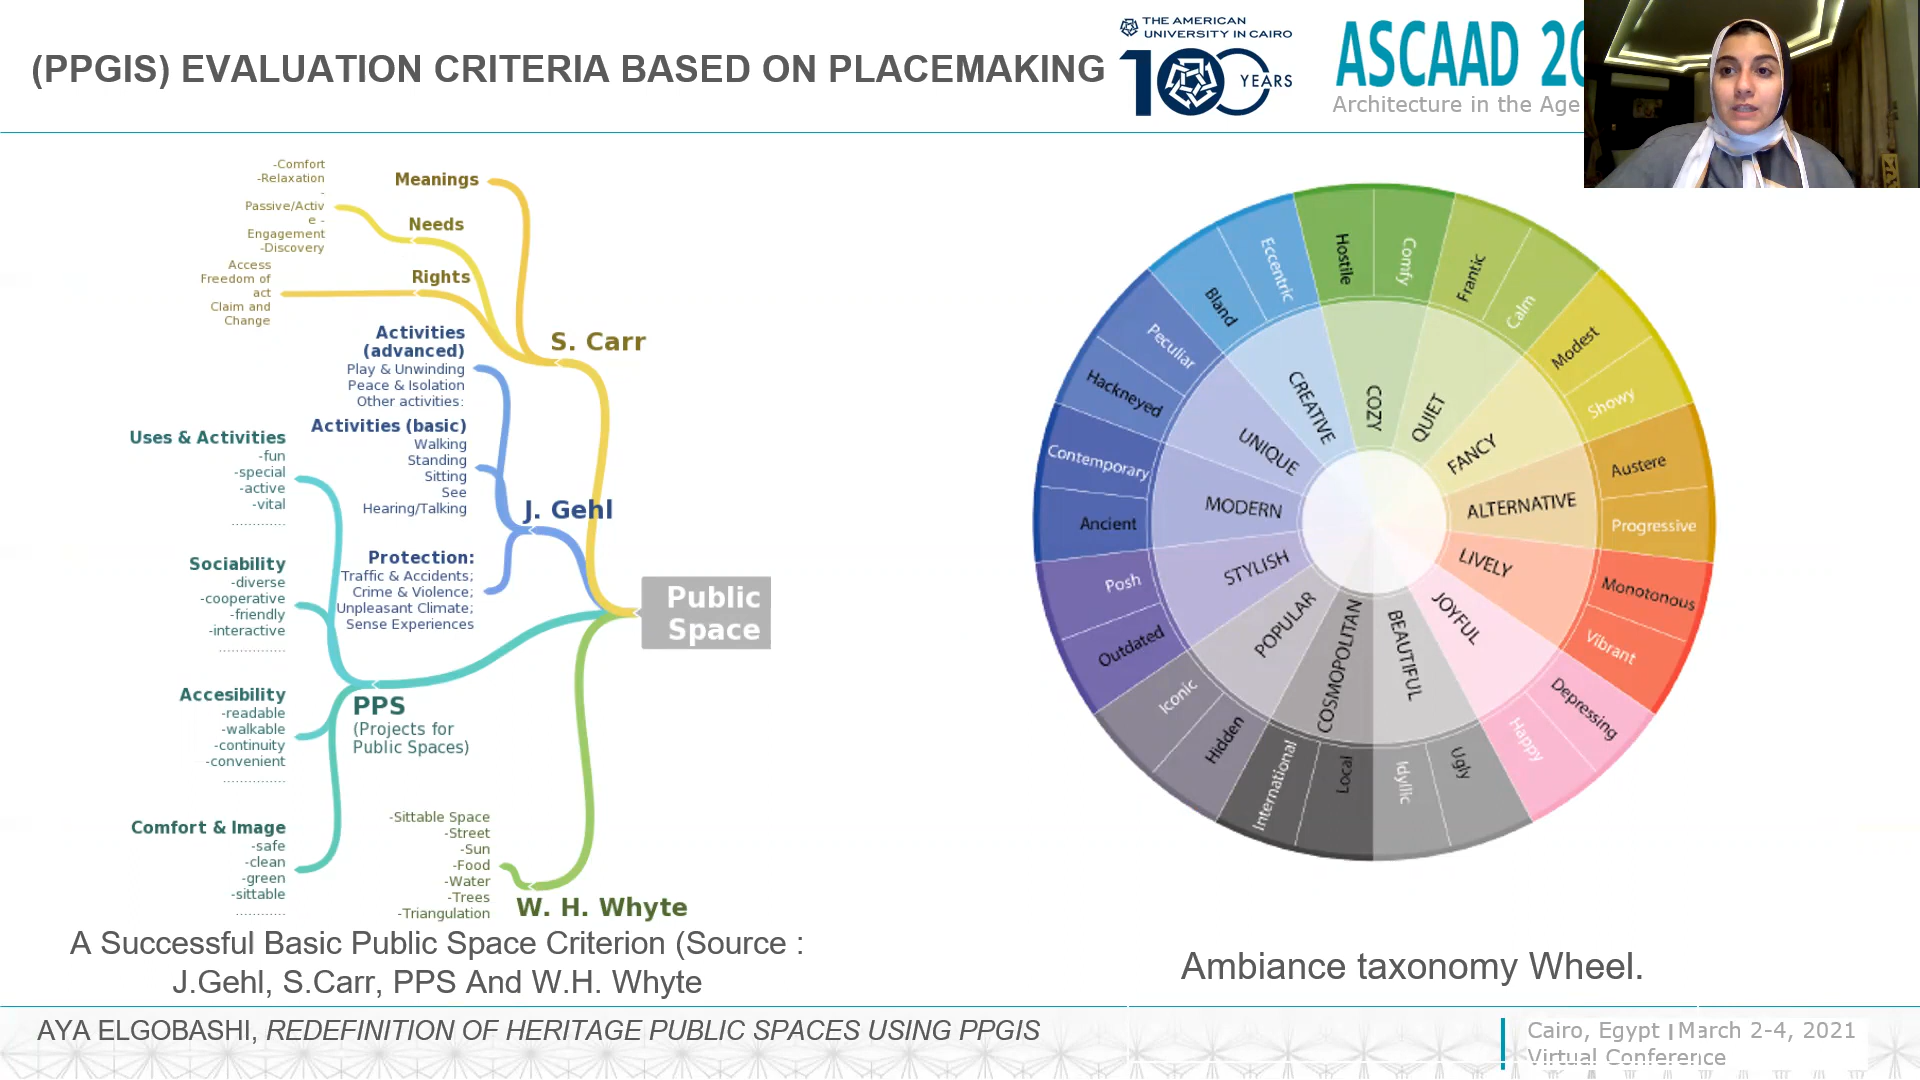 (PPGIS) EVALUATION CRITERIA BASED ON PLACEMAKING
THE AMERICAN
UNIVERSITY IN CAIRO
100 YEARS
ASCAAD 20
Architecture in the Age
-Comfort
-Relaxation
-
Passive/Activ
e -
Engagement
-Discovery
Access
Freedom of
act
Claim and
Change
Meanings
Needs
Rights
S. Carr
Activities
(advanced)
Play & Unwinding
Peace & Isolation
Other activities:
Activities (basic)
Walking
Standing
Sitting
See
Hearing/Talking
Protection:
Traffic & Accidents;
Crime & Violence;
Unpleasant Climate;
Sense Experiences
J. Gehl
Uses & Activities
-fun
-special
-active
-vital
.............
Sociability
-diverse
-cooperative
-friendly
-interactive
................
Accesibility
-readable
-walkable
-continuity
-convenient
...............
Comfort & Image
-safe
-clean
-green
-sittable
............
PPS
(Projects for
Public Spaces)
-Sittable Space
-Street
-Sun
-Food
-Water
-Trees
-Triangulation
W. H. Whyte
Public
Space
A Successful Basic Public Space Criterion (Source :
J.Gehl, S.Carr, PPS And W.H. Whyte
Hostile
Comfy
Frantic
Calm
Modest
Showy
Austere
Progressive
Monotonous
Vibrant
Depressing
Happy
Ugly
Idyllic
Local
International
Hidden
Iconic
Outdated
Posh
Ancient
Contemporary
Hackneyed
Peculiar
Bland
Eccentric
COZY
QUIET
FANCY
ALTERNATIVE
LIVELY
JOYFUL
BEAUTIFUL
COSMOPOLITAN
POPULAR
STYLISH
MODERN
UNIQUE
CREATIVE
Ambiance taxonomy Wheel.
AYA ELGOBASHI, REDEFINITION OF HERITAGE PUBLIC SPACES USING PPGIS
Cairo, Egypt | March 2-4, 2021
Virtual Conference